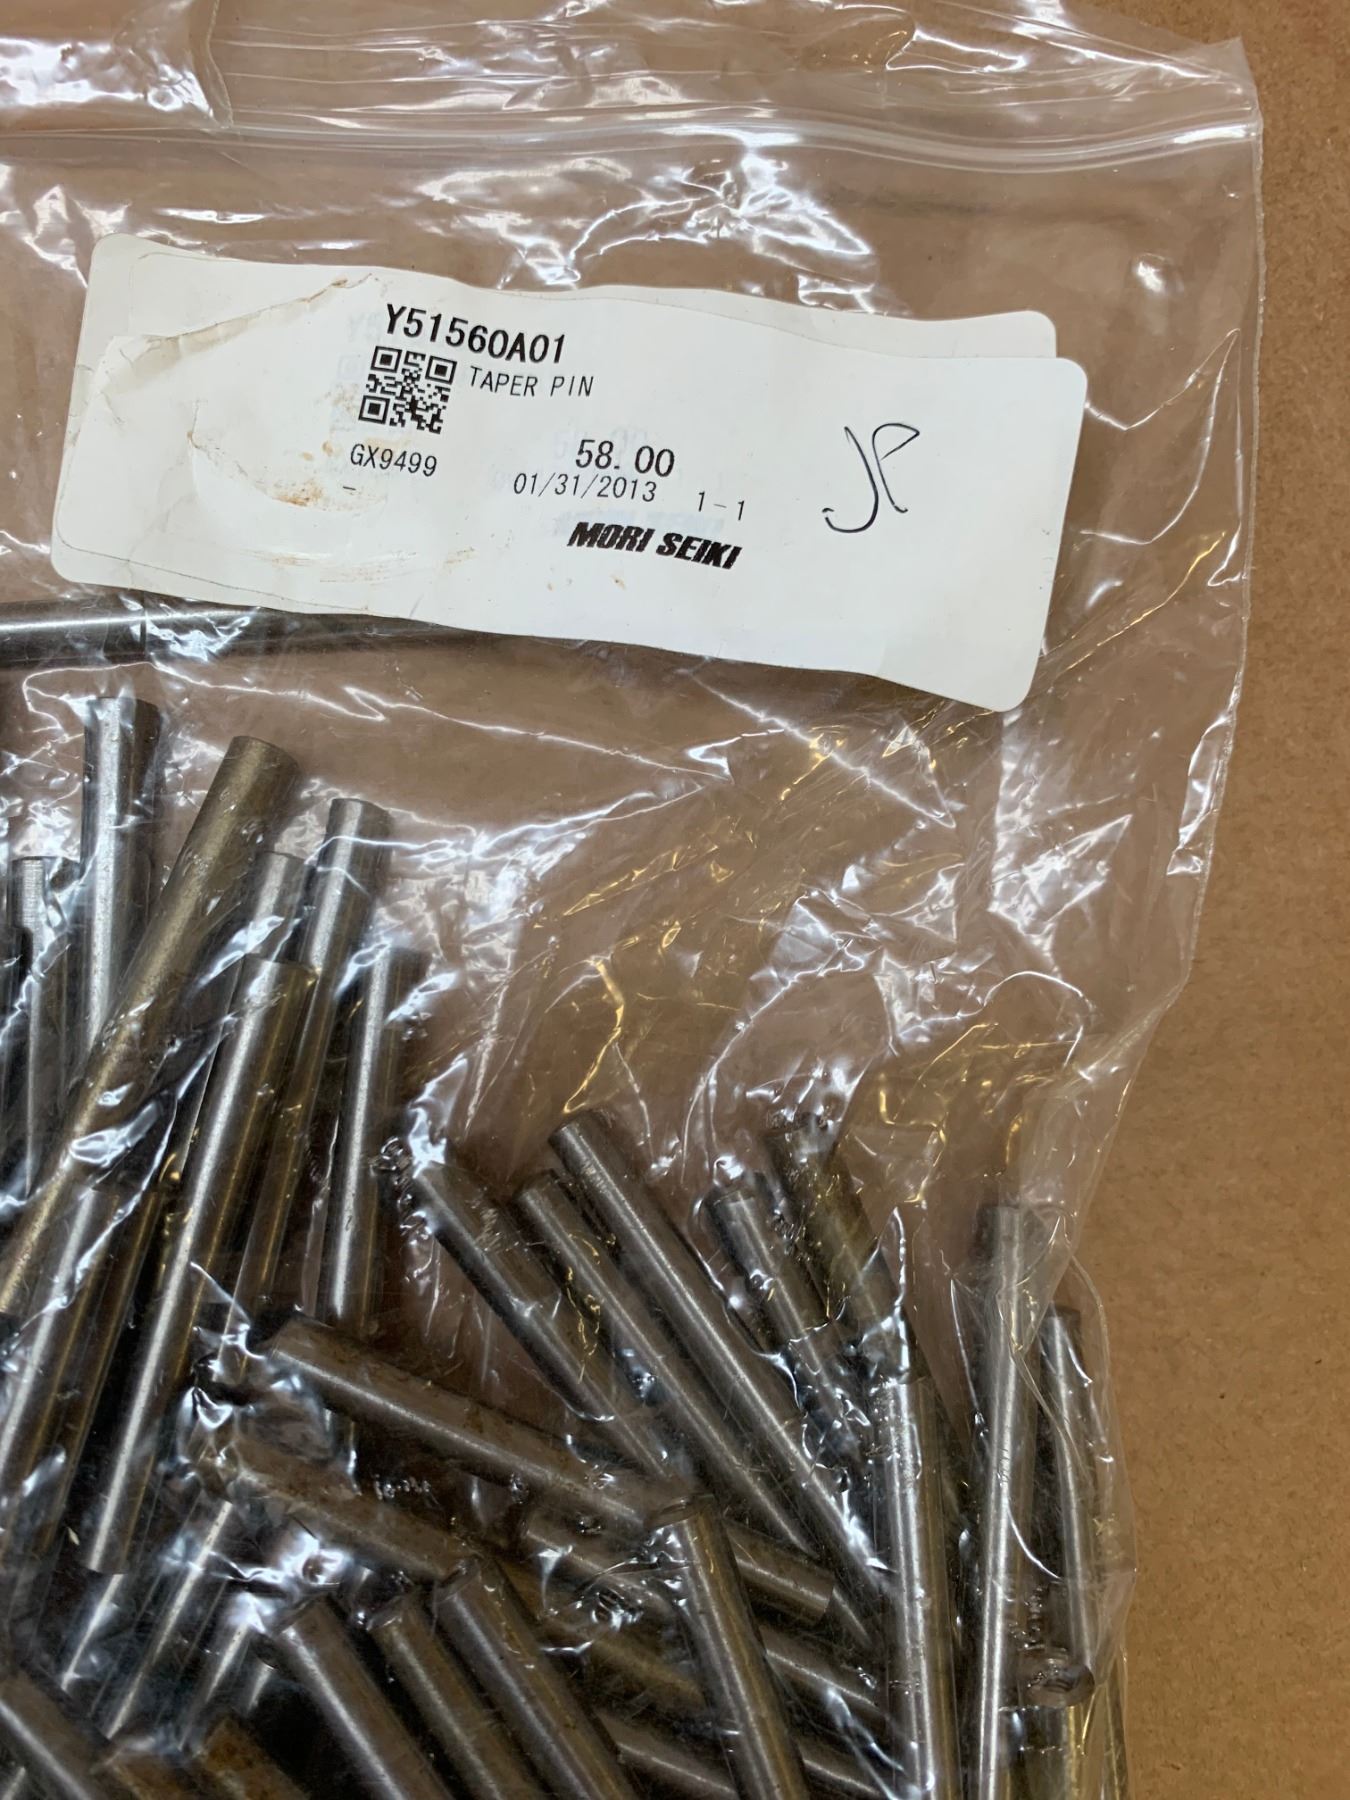 Y51560A01
TAPER PIN
GX9499
58.00
-
01/31/2013 1-1
MORI SEIKI
JP